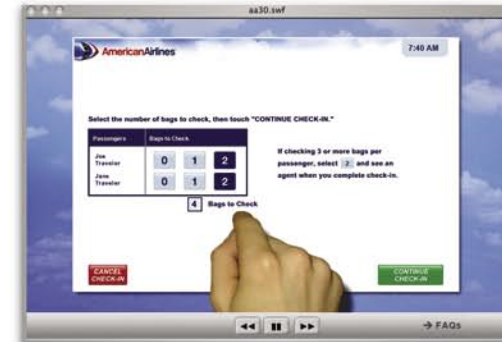 aa30.swf
AmericanAirlines
7:40 AM
Select the number of bags to check, then touch "CONTINUE CHECK-IN."
Passengers Bags to Check
Joe
Traveler
0 1 2
Jane
Traveler
0 1 2
4 Bags to Check
If checking 3 or more bags per
passenger, select 2 and see an
agent when you complete check-in.
CANCEL
CHECK-IN
CONTINUE
CHECK-IN
→ FAQs